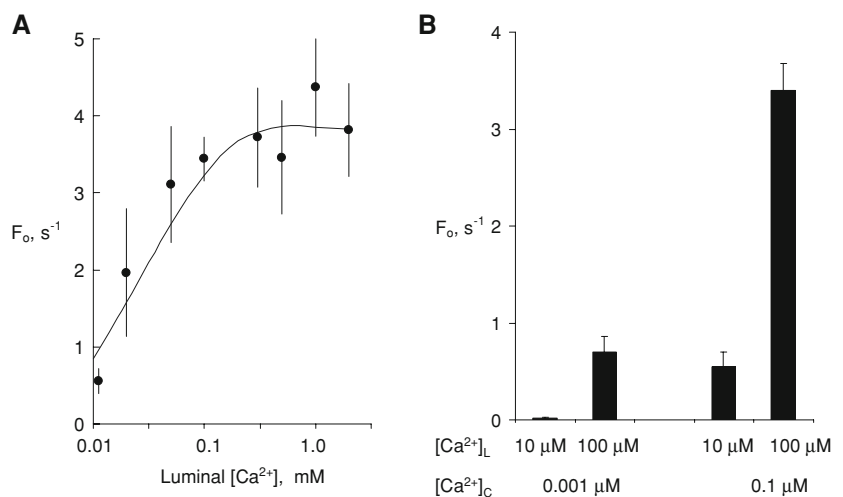 A
5
4
3
Fₒ, s⁻¹
2
1
0
0.01 0.1 1.0
Luminal [Ca²⁺], mM
B
4
3
Fₒ, s⁻¹ 2
1
0
[Ca²⁺]L 10 μM 100 μM 10 μM 100 μM
[Ca²⁺]C 0.001 μM 0.1 μM